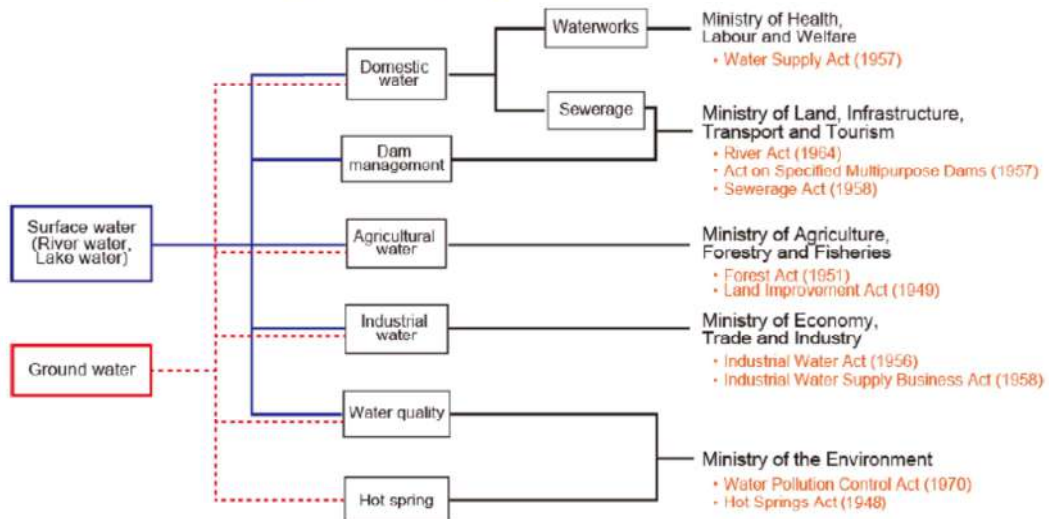 Waterworks
Ministry of Health,
Labour and Welfare
• Water Supply Act (1957)
Domestic
water
Sewerage
Ministry of Land, Infrastructure,
Transport and Tourism
• River Act (1964)
• Act on Specified Multipurpose Dams (1957)
• Sewerage Act (1958)
Dam
management
Surface water
(River water,
Lake water)
Agricultural
water
Ministry of Agriculture,
Forestry and Fisheries
• Forest Act (1951)
• Land Improvement Act (1949)
Industrial
water
Ministry of Economy,
Trade and Industry
• Industrial Water Act (1956)
• Industrial Water Supply Business Act (1958)
Ground water
Water quality
Ministry of the Environment
• Water Pollution Control Act (1970)
• Hot Springs Act (1948)
Hot spring